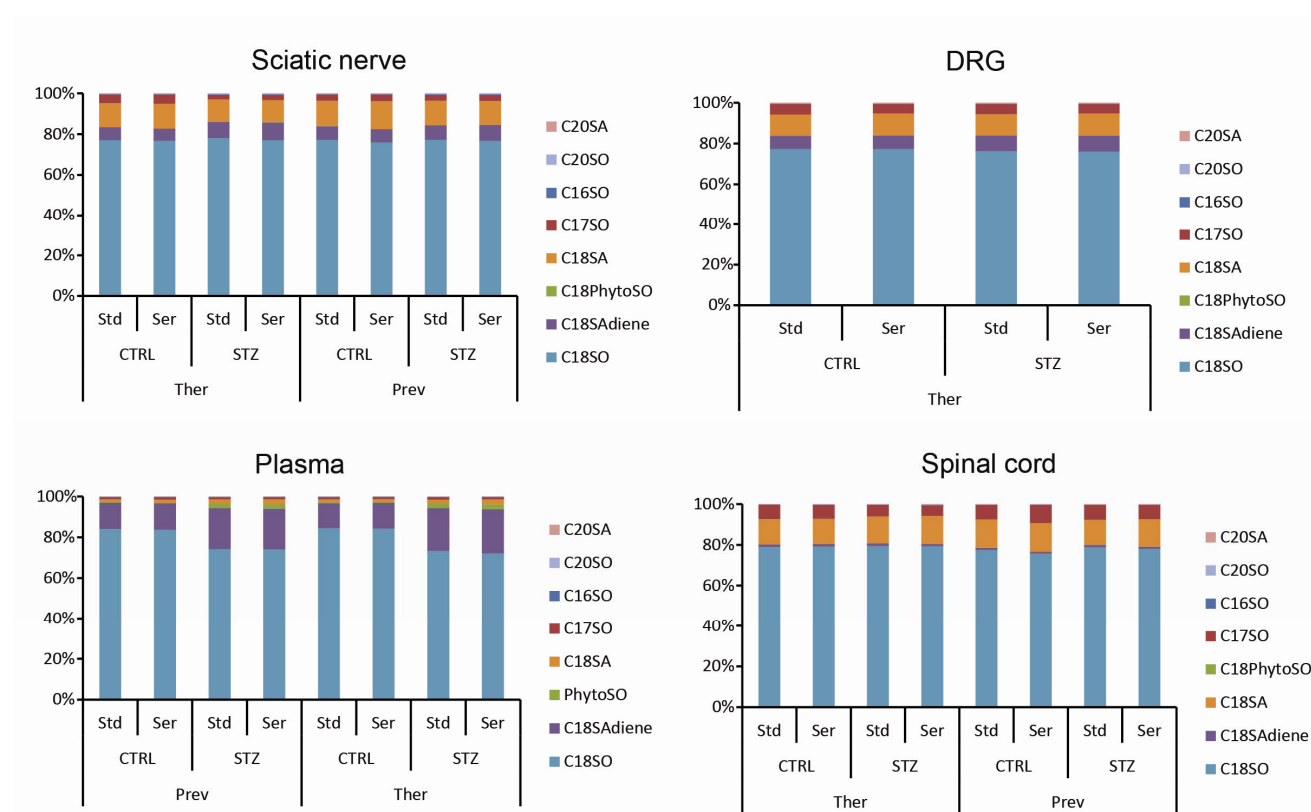 Sciatic nerve
100%
80%
60%
40%
20%
0%
Std Ser Std Ser Std Ser Std Ser
CTRL STZ CTRL STZ
Ther Prev
C20SA
C20SO
C16SO
C17SO
C18SA
C18PhytoSO
C18SAdiene
C18SO
DRG
100%
80%
60%
40%
20%
0%
Std Ser Std Ser
CTRL STZ
Ther
C20SA
C20SO
C16SO
C17SO
C18SA
C18PhytoSO
C18SAdiene
C18SO
Plasma
100%
80%
60%
40%
20%
0%
Std Ser Std Ser Std Ser Std Ser
CTRL STZ CTRL STZ
Prev Ther
C20SA
C20SO
C16SO
C17SO
C18SA
PhytoSO
C18SAdiene
C18SO
Spinal cord
100%
80%
60%
40%
20%
0%
Std Ser Std Ser Std Ser Std Ser
CTRL STZ CTRL STZ
Ther Prev
C20SA
C20SO
C16SO
C17SO
C18PhytoSO
C18SA
C18SAdiene
C18SO